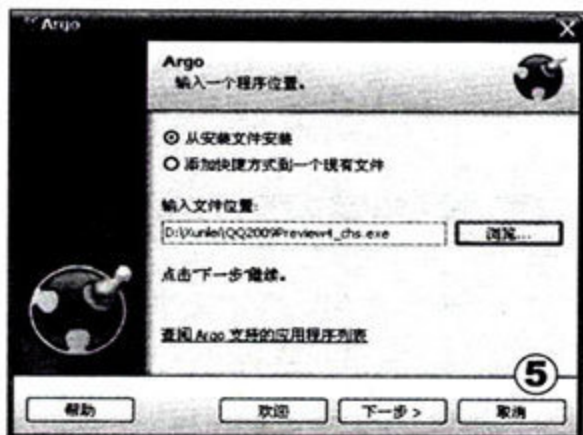 Argo
Argo
输入一个程序位置。
从安装文件安装
添加快捷方式到一个现有文件
输入文件位置:
D:\Xunlei\QQ2009Preview4_chs.exe
浏览...
点击"下一步"继续。
查阅 Argo 支持的应用程序列表
⑤
帮助
欢迎
下一步 >
取消